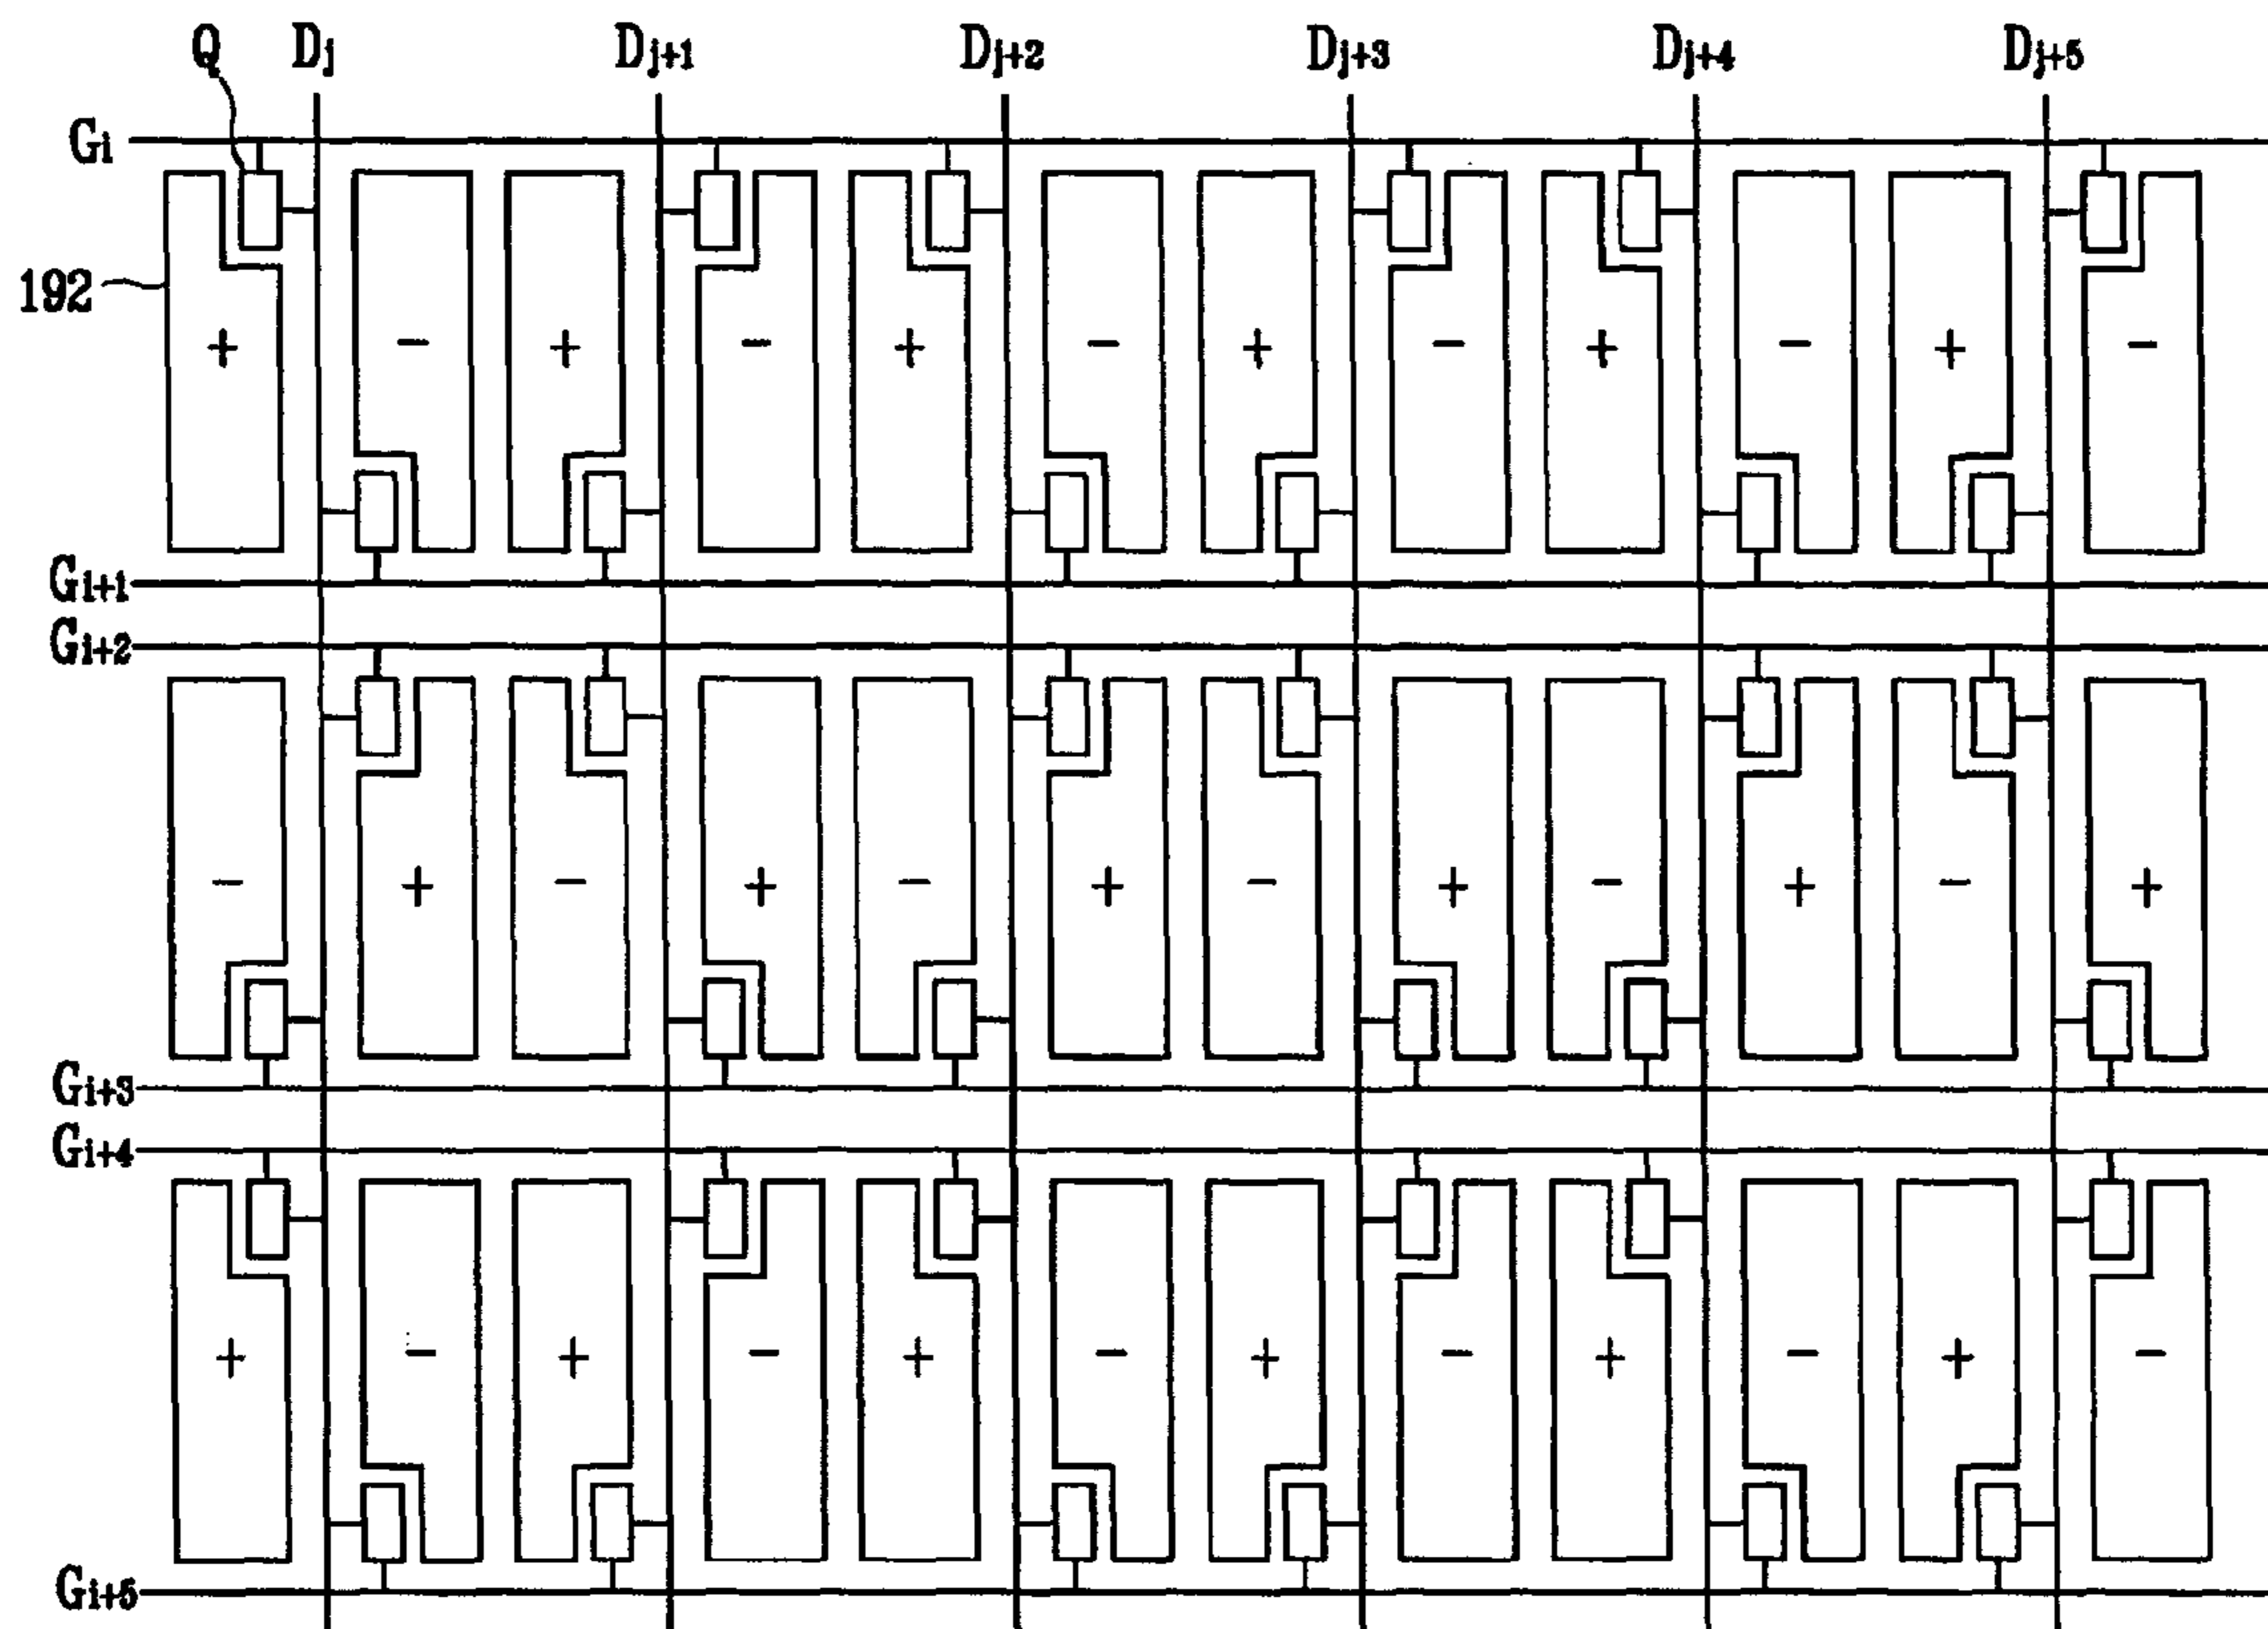 Q Dj Dj+1 Dj+2 Dj+3 Dj+4 Dj+5
Gi
192
+ - + - + - + - + - + -
Gi+1
Gi+2
- + - + - + - + - + - +
Gi+3
Gi+4
+ - + - + - + - + - + -
Gi+5